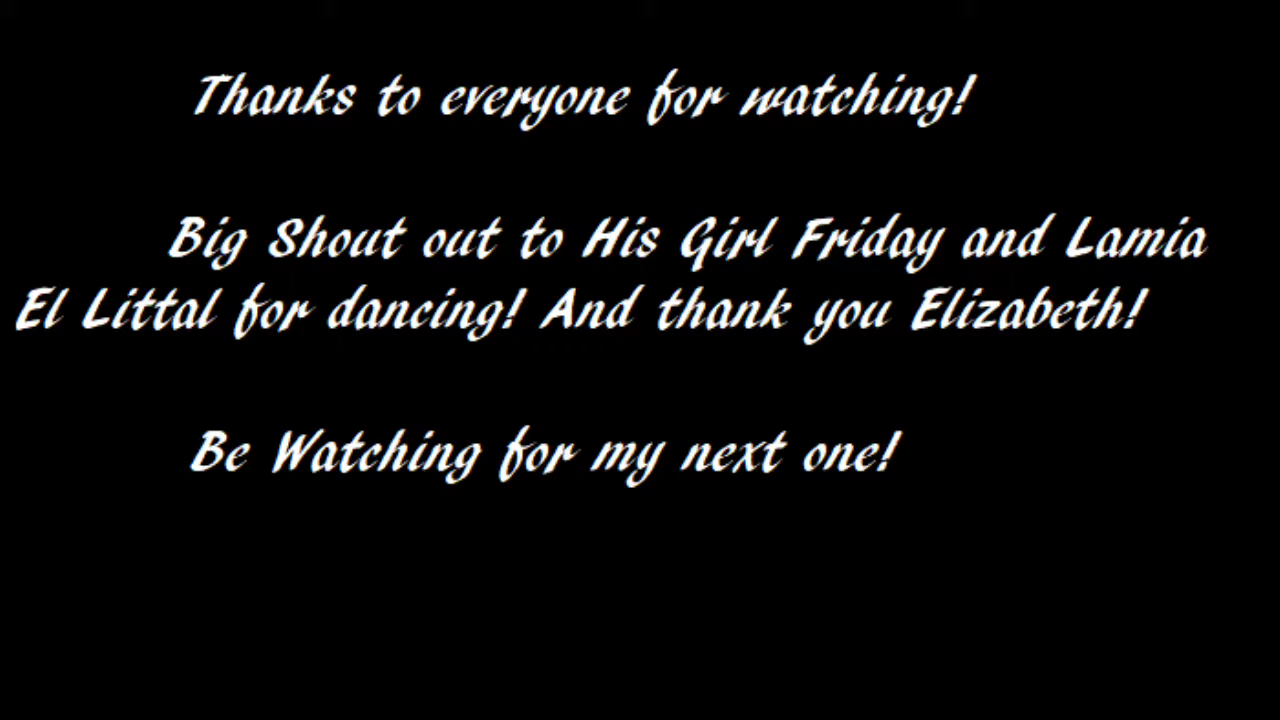 Thanks to everyone for watching!
Big Shout out to His Girl Friday and Lamia
El Littal for dancing! And thank you Elizabeth!
Be Watching for my next one!